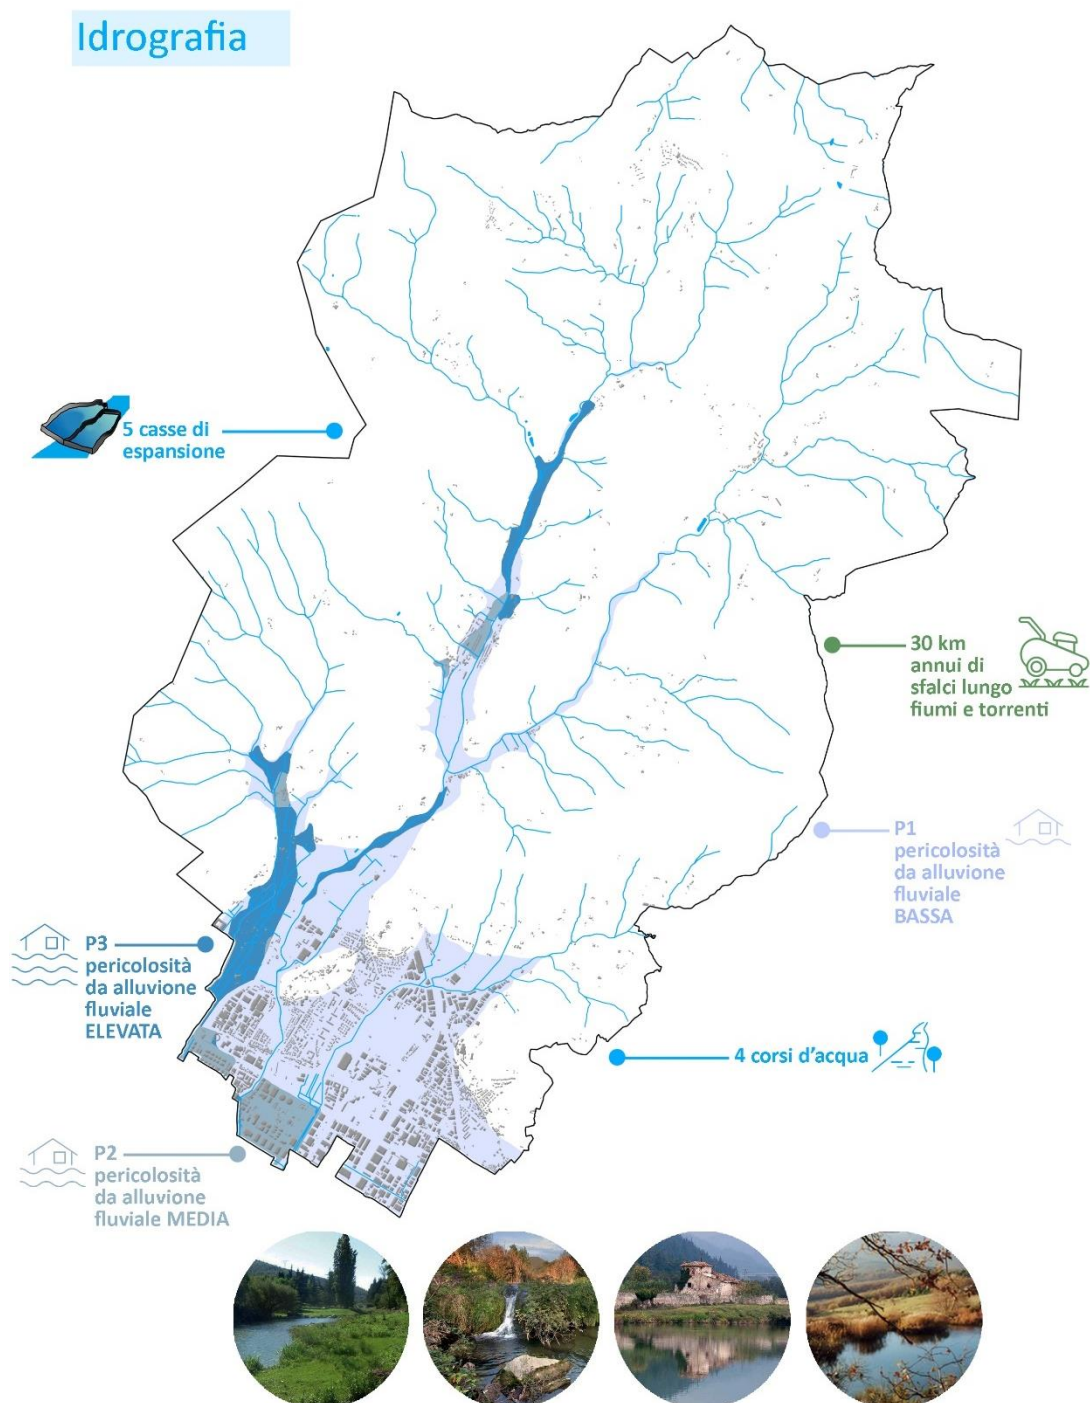 Idrografia
5 casse di
espansione
30 km
annui di
sfalci lungo
fiumi e torrenti
P1
pericolosità
da alluvione
fluviale
BASSA
P3
pericolosità
da alluvione
fluviale
ELEVATA
4 corsi d'acqua
P2
pericolosità
da alluvione
fluviale MEDIA